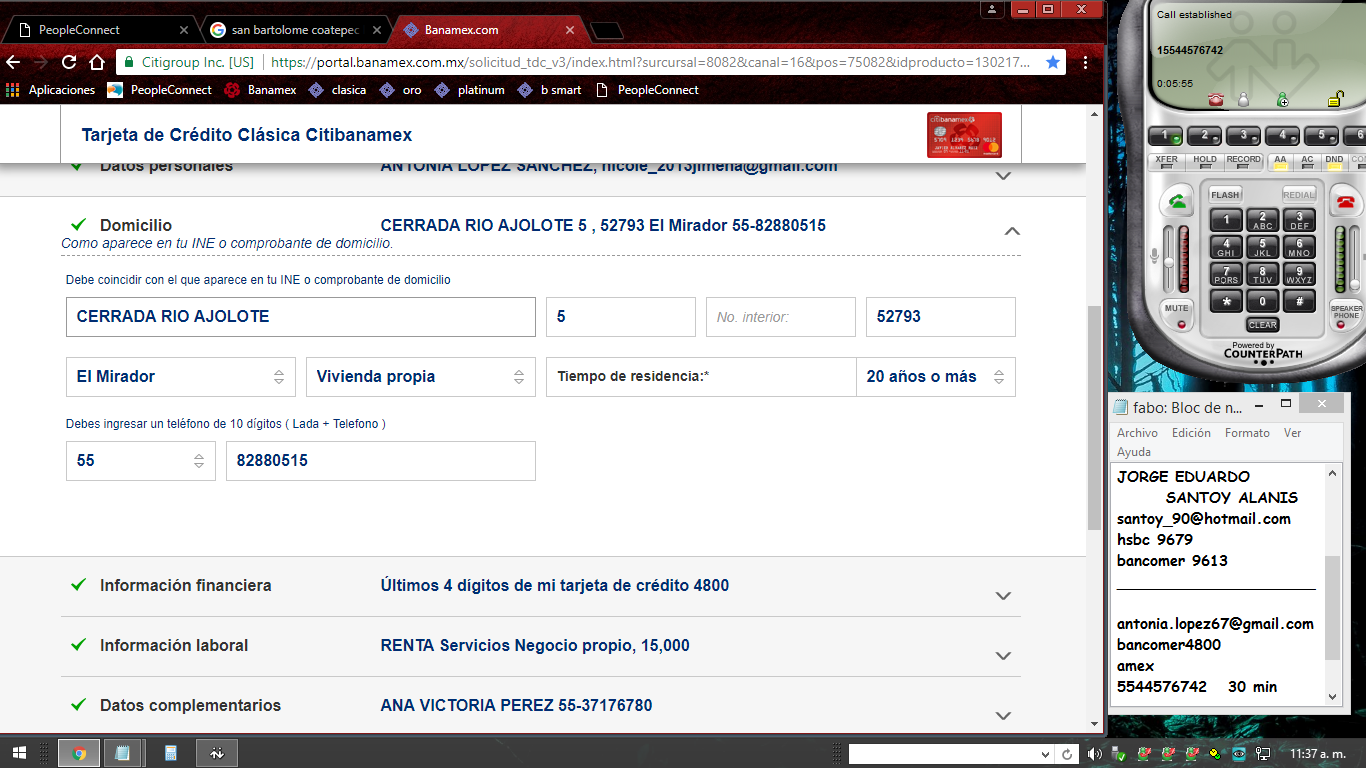 PeopleConnect
san bartolome coatepec
Banamex.com
Citigroup Inc. [US]
https://portal.banamex.com.mx/solicitud_tdc_v3/index.html?surcursal=8082&canal=16&pos=75082&idproducto=130217...
Aplicaciones PeopleConnect Banamex clasica oro platinum b smart PeopleConnect
Tarjeta de Crédito Clásica Citibanamex
citibanamex
Datos personales ANTONIA LOPEZ SANCHEZ, nicole_2013jimena@gmail.com
Domicilio CERRADA RIO AJOLOTE 5 , 52793 El Mirador 55-82880515
Como aparece en tu INE o comprobante de domicilio.
Debe coincidir con el que aparece en tu INE o comprobante de domicilio
CERRADA RIO AJOLOTE 5 No. interior: 52793
El Mirador Vivienda propia Tiempo de residencia:* 20 años o más
Debes ingresar un teléfono de 10 dígitos ( Lada + Telefono )
55 82880515
Información financiera Últimos 4 dígitos de mi tarjeta de crédito 4800
Información laboral RENTA Servicios Negocio propio, 15,000
Datos complementarios ANA VICTORIA PEREZ 55-37176780
Call established
15544576742
0:05:55
1 2 3 4 5 6
XFER HOLD RECORD AA AC DND CON
FLASH REDIAL
1 2 ABC 3 DEF
4 GHI 5 JKL 6 MNO
7 PQRS 8 TUV 9 WXYZ
* 0 #
MUTE
SPEAKER PHONE
CLEAR
Powered by
COUNTERPATH
fabo: Bloc de n...
Archivo Edición Formato Ver
Ayuda
JORGE EDUARDO
SANTOY ALANIS
santoy_90@hotmail.com
hsbc 9679
bancomer 9613
antonia.lopez67@gmail.com
bancomer4800
amex
5544576742 30 min
11:37 a. m.